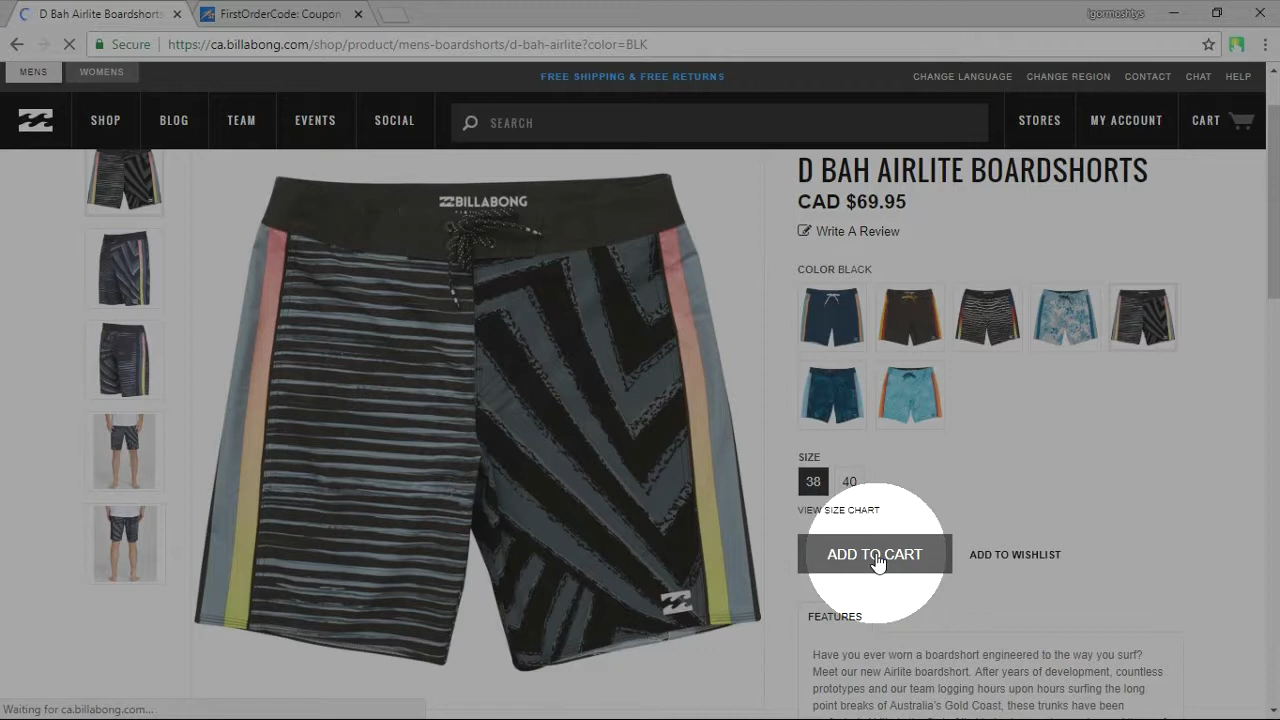 D Bah Airlite Boardshorts
FirstOrderCode: Coupon
igormoshtys
Secure
https://ca.billabong.com/shop/product/mens-boardshorts/d-bah-airlite?color=BLK
MENS
WOMENS
FREE SHIPPING & FREE RETURNS
CHANGE LANGUAGE
CHANGE REGION
CONTACT
CHAT
HELP
SHOP
BLOG
TEAM
EVENTS
SOCIAL
SEARCH
STORES
MY ACCOUNT
CART
D BAH AIRLITE BOARDSHORTS
CAD $69.95
Write A Review
COLOR BLACK
BILLABONG
SIZE
38
40
VIEW SIZE CHART
ADD TO CART
ADD TO WISHLIST
FEATURES
Have you ever worn a boardshort engineered to the way you surf?
Meet our new Airlite boardshort. After years of development, countless
prototypes and our team logging hours upon hours surfing the long
point breaks of Australia's Gold Coast, these trunks have been
Waiting for ca.billabong.com...